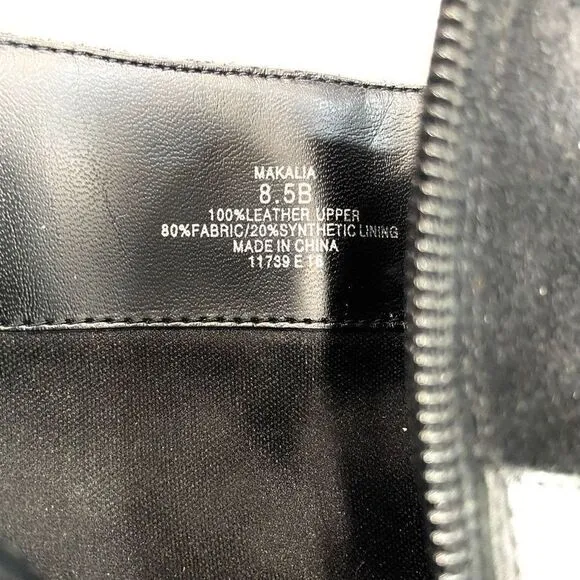 MAKALIA
8.5B
100%LEATHER UPPER
80%FABRIC/20%SYNTHETIC LINING
MADE IN CHINA
11739 E 16